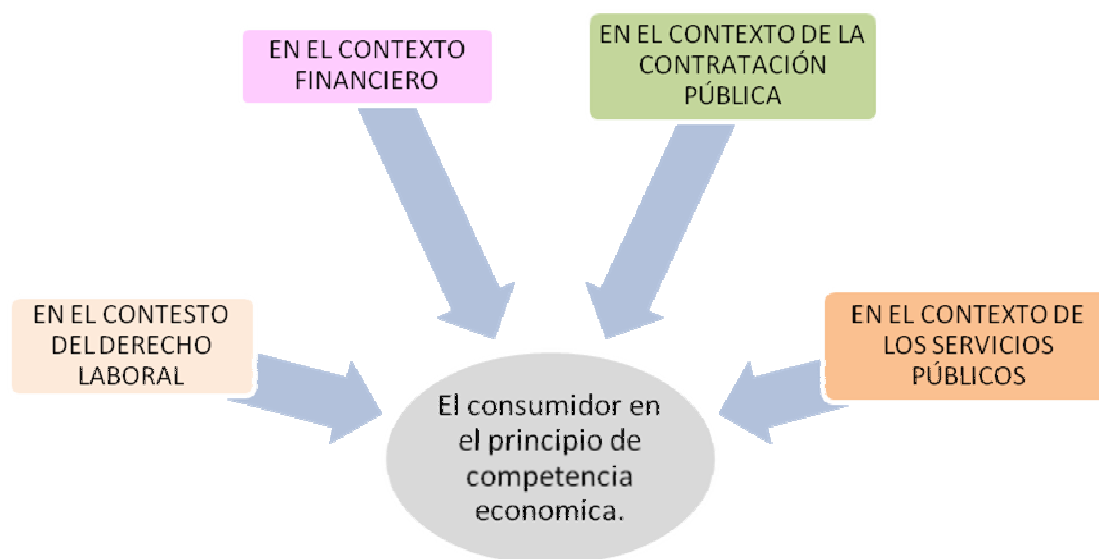 EN EL CONTEXTO
FINANCIERO
EN EL CONTEXTO DE LA
CONTRATACIÓN
PÚBLICA
EN EL CONTESTO
DEL DERECHO
LABORAL
EN EL CONTEXTO DE
LOS SERVICIOS
PÚBLICOS
El consumidor en
el principio de
competencia
economica.